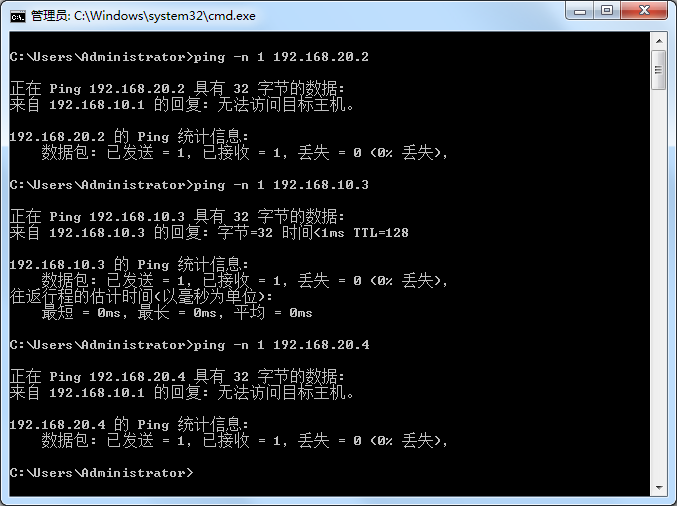 管理员: C:\Windows\system32\cmd.exe
C:\Users\Administrator>ping -n 1 192.168.20.2
正在 Ping 192.168.20.2 具有 32 字节的数据:
来自 192.168.10.1 的回复: 无法访问目标主机。
192.168.20.2 的 Ping 统计信息:
数据包: 已发送 = 1，已接收 = 1，丢失 = 0 (0% 丢失)，
C:\Users\Administrator>ping -n 1 192.168.10.3
正在 Ping 192.168.10.3 具有 32 字节的数据:
来自 192.168.10.3 的回复: 字节=32 时间<1ms TTL=128
192.168.10.3 的 Ping 统计信息:
数据包: 已发送 = 1，已接收 = 1，丢失 = 0 (0% 丢失)，
往返行程的估计时间(以毫秒为单位):
最短 = 0ms，最长 = 0ms，平均 = 0ms
C:\Users\Administrator>ping -n 1 192.168.20.4
正在 Ping 192.168.20.4 具有 32 字节的数据:
来自 192.168.10.1 的回复: 无法访问目标主机。
192.168.20.4 的 Ping 统计信息:
数据包: 已发送 = 1，已接收 = 1，丢失 = 0 (0% 丢失)，
C:\Users\Administrator>